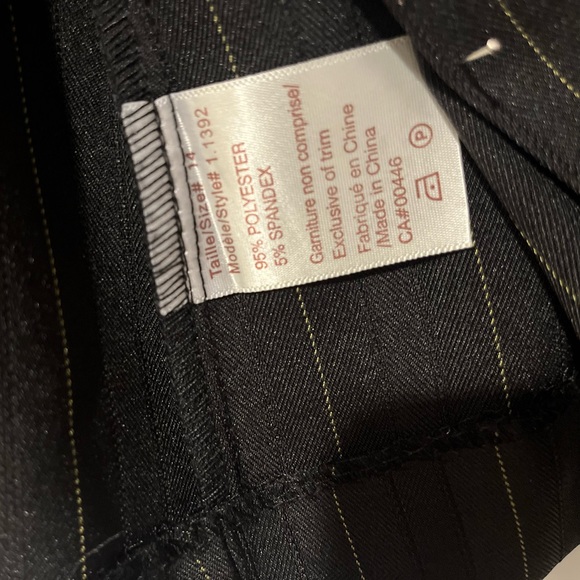 Taille/Size# 14
Modèle/Style# 1.1392
95% POLYESTER
5% SPANDEX
Garniture non comprise/
Exclusive of trim
Fabriqué en Chine
/Made in China
CA#00446
P